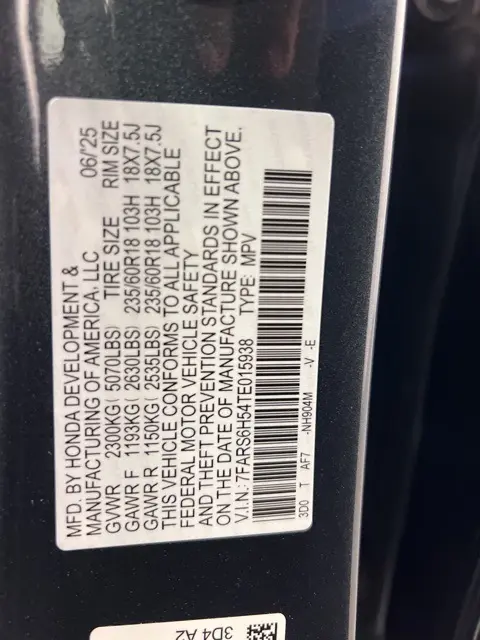 MFD. BY HONDA DEVELOPMENT &
MANUFACTURING OF AMERICA, LLC 06/'25
GVWR 2300KG( 5070LBS) TIRE SIZE RIM SIZE
GAWR F 1193KG( 2630LBS) 235/60R18 103H 18X7.5J
GAWR R 1150KG( 2535LBS) 235/60R18 103H 18X7.5J
THIS VEHICLE CONFORMS TO ALL APPLICABLE
FEDERAL MOTOR VEHICLE SAFETY
AND THEFT PREVENTION STANDARDS IN EFFECT
ON THE DATE OF MANUFACTURE SHOWN ABOVE.
V.I.N.: 7FARS6H54TE015938 TYPE: MPV
3D0 T AF7 -NH904M -V -E
3D4 A2